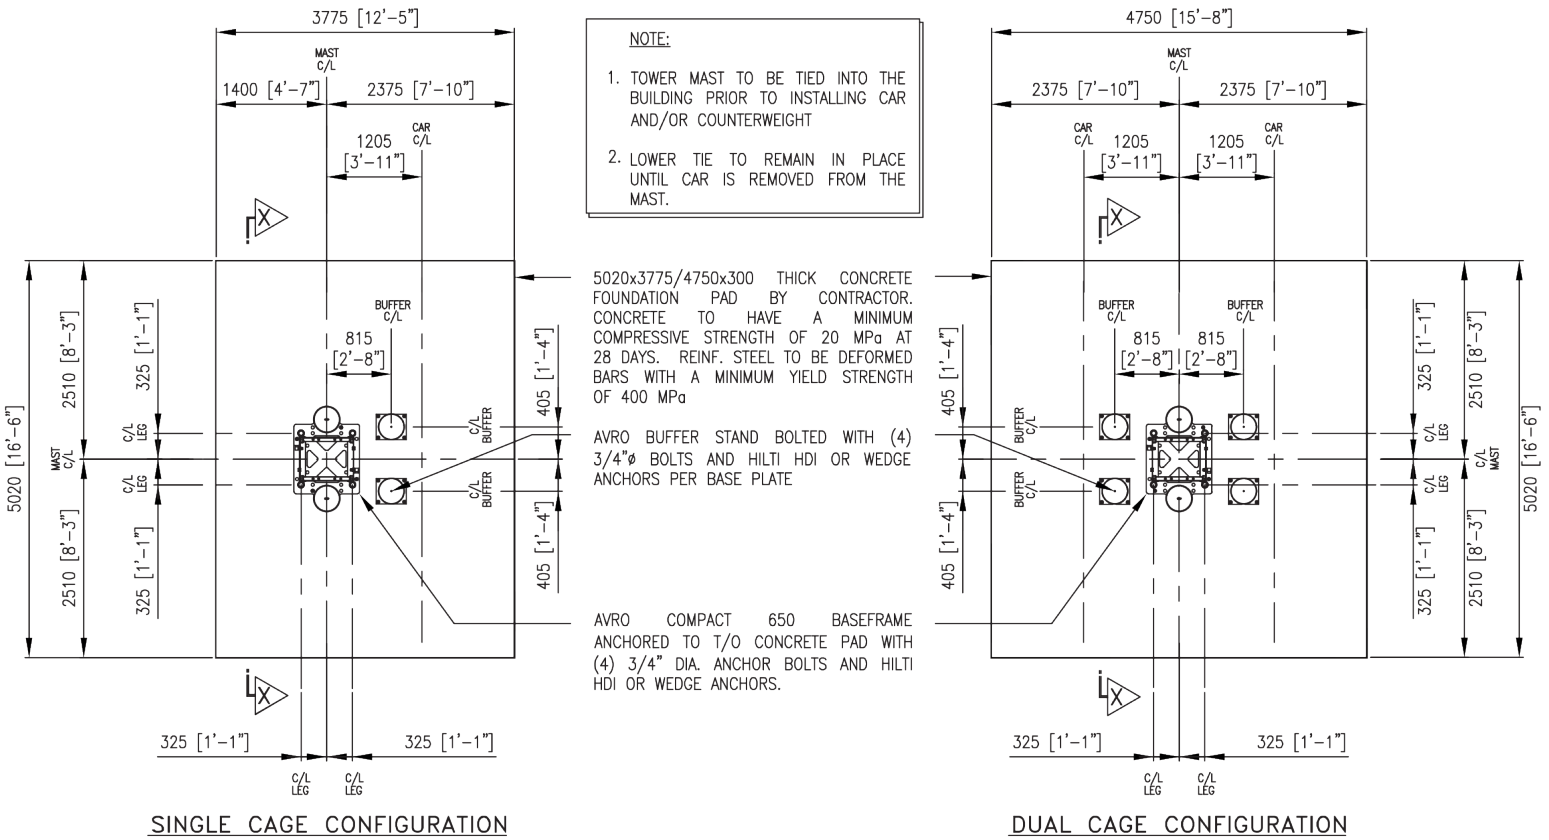 3775 [12'-5"]
MAST
C/L
1400 [4'-7"]
2375 [7'-10"]
CAR
C/L
1205
[3'-11"]
X
BUFFER
C/L
815
[2'-8"]
5020 [16'-6"]
2510 [8'-3"]
2510 [8'-3"]
MAST
C/L
325 [1'-1"]
325 [1'-1"]
C/L
LEG
C/L
LEG
405 [1'-4"]
405 [1'-4"]
C/L
BUFFER
C/L
BUFFER
X
325 [1'-1"]
325 [1'-1"]
C/L
LEG
C/L
LEG
SINGLE CAGE CONFIGURATION
NOTE:
1. TOWER MAST TO BE TIED INTO THE
BUILDING PRIOR TO INSTALLING CAR
AND/OR COUNTERWEIGHT
2. LOWER TIE TO REMAIN IN PLACE
UNTIL CAR IS REMOVED FROM THE
MAST.
5020x3775/4750x300 THICK CONCRETE
FOUNDATION PAD BY CONTRACTOR.
CONCRETE TO HAVE A MINIMUM
COMPRESSIVE STRENGTH OF 20 MPa AT
28 DAYS. REINF. STEEL TO BE DEFORMED
BARS WITH A MINIMUM YIELD STRENGTH
OF 400 MPa
AVRO BUFFER STAND BOLTED WITH (4)
3/4"ø BOLTS AND HILTI HDI OR WEDGE
ANCHORS PER BASE PLATE
AVRO COMPACT 650 BASEFRAME
ANCHORED TO T/O CONCRETE PAD WITH
(4) 3/4" DIA. ANCHOR BOLTS AND HILTI
HDI OR WEDGE ANCHORS.
4750 [15'-8"]
MAST
C/L
2375 [7'-10"]
2375 [7'-10"]
CAR
C/L
1205
[3'-11"]
1205
[3'-11"]
CAR
C/L
X
BUFFER
C/L
BUFFER
C/L
815
[2'-8"]
815
[2'-8"]
405 [1'-4"]
405 [1'-4"]
BUFFER
C/L
BUFFER
C/L
325 [1'-1"]
325 [1'-1"]
C/L
LEG
C/L
LEG
2510 [8'-3"]
2510 [8'-3"]
C/L
MAST
5020 [16'-6"]
X
325 [1'-1"]
325 [1'-1"]
C/L
LEG
C/L
LEG
DUAL CAGE CONFIGURATION